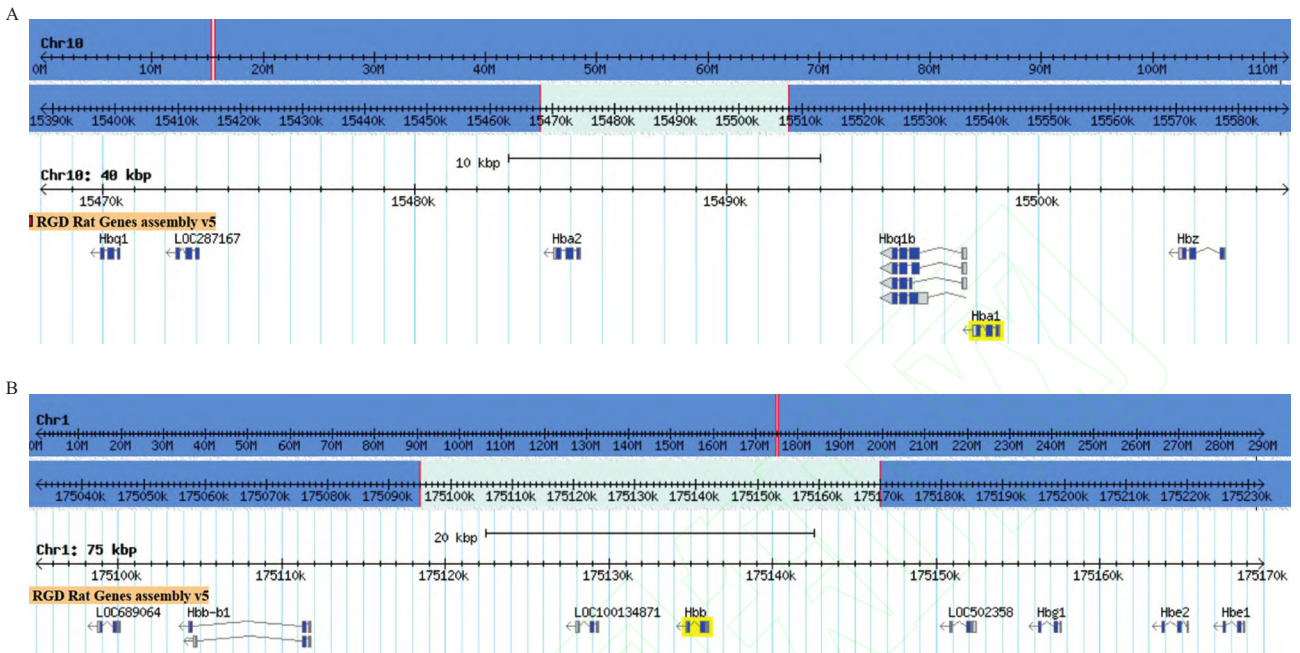 A
Chr10
0M 10M 20M 30M 40M 50M 60M 70M 80M 90M 100M 110M
15390k 15400k 15410k 15420k 15430k 15440k 15450k 15460k 15470k 15480k 15490k 15500k 15510k 15520k 15530k 15540k 15550k 15560k 15570k 15580k
10 kbp
Chr10: 40 kbp
15470k 15480k 15490k 15500k
RGD Rat Genes assembly v5
Hbq1 LOC287167 Hba2 Hbq1b Hbz
Hba1
B
Chr1
0M 10M 20M 30M 40M 50M 60M 70M 80M 90M 100M 110M 120M 130M 140M 150M 160M 170M 180M 190M 200M 210M 220M 230M 240M 250M 260M 270M 280M 290M
175040k 175050k 175060k 175070k 175080k 175090k 175100k 175110k 175120k 175130k 175140k 175150k 175160k 175170k 175180k 175190k 175200k 175210k 175220k 175230k
20 kbp
Chr1: 75 kbp
175100k 175110k 175120k 175130k 175140k 175150k 175160k 175170k
RGD Rat Genes assembly v5
LOC689064 Hbb-b1 LOC100134871 Hbb LOC502358 Hbg1 Hbe2 Hbe1